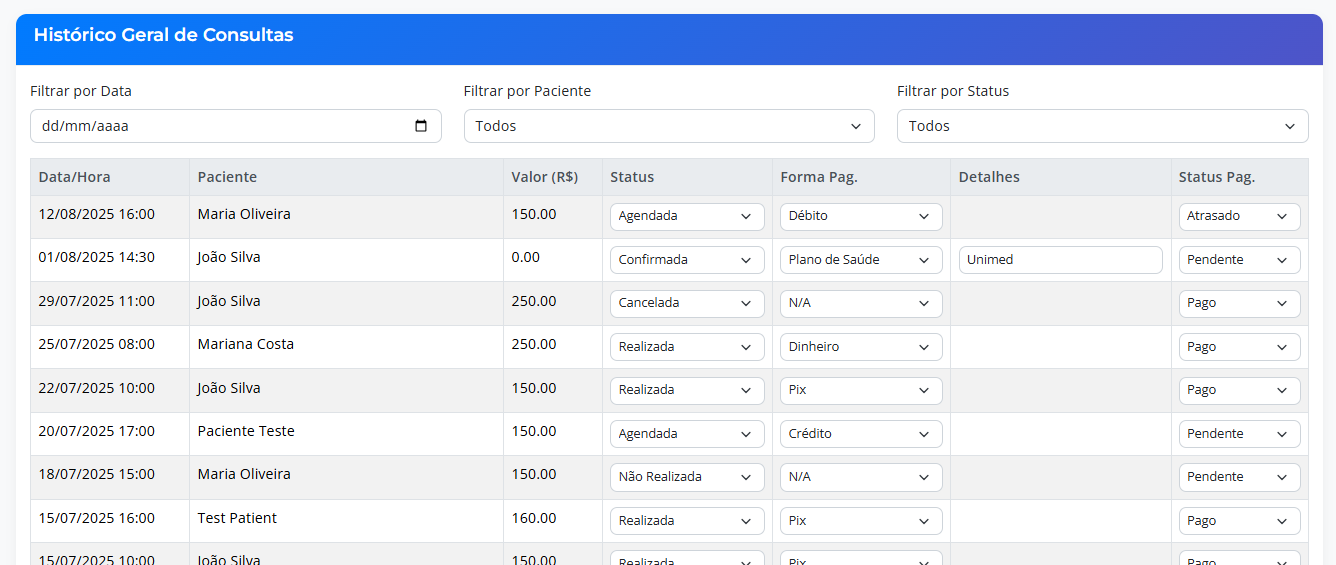 Histórico Geral de Consultas
Filtrar por Data Filtrar por Paciente Filtrar por Status
dd/mm/aaaa Todos Todos
Data/Hora Paciente Valor (R$) Status Forma Pag. Detalhes Status Pag.
12/08/2025 16:00 Maria Oliveira 150.00 Agendada Débito Atrasado
01/08/2025 14:30 João Silva 0.00 Confirmada Plano de Saúde Unimed Pendente
29/07/2025 11:00 João Silva 250.00 Cancelada N/A Pago
25/07/2025 08:00 Mariana Costa 250.00 Realizada Dinheiro Pago
22/07/2025 10:00 João Silva 150.00 Realizada Pix Pago
20/07/2025 17:00 Paciente Teste 150.00 Agendada Crédito Pendente
18/07/2025 15:00 Maria Oliveira 150.00 Não Realizada N/A Pendente
15/07/2025 16:00 Test Patient 160.00 Realizada Pix Pago
15/07/2025 10:00 João Silva 150.00 Realizada Pix Pago